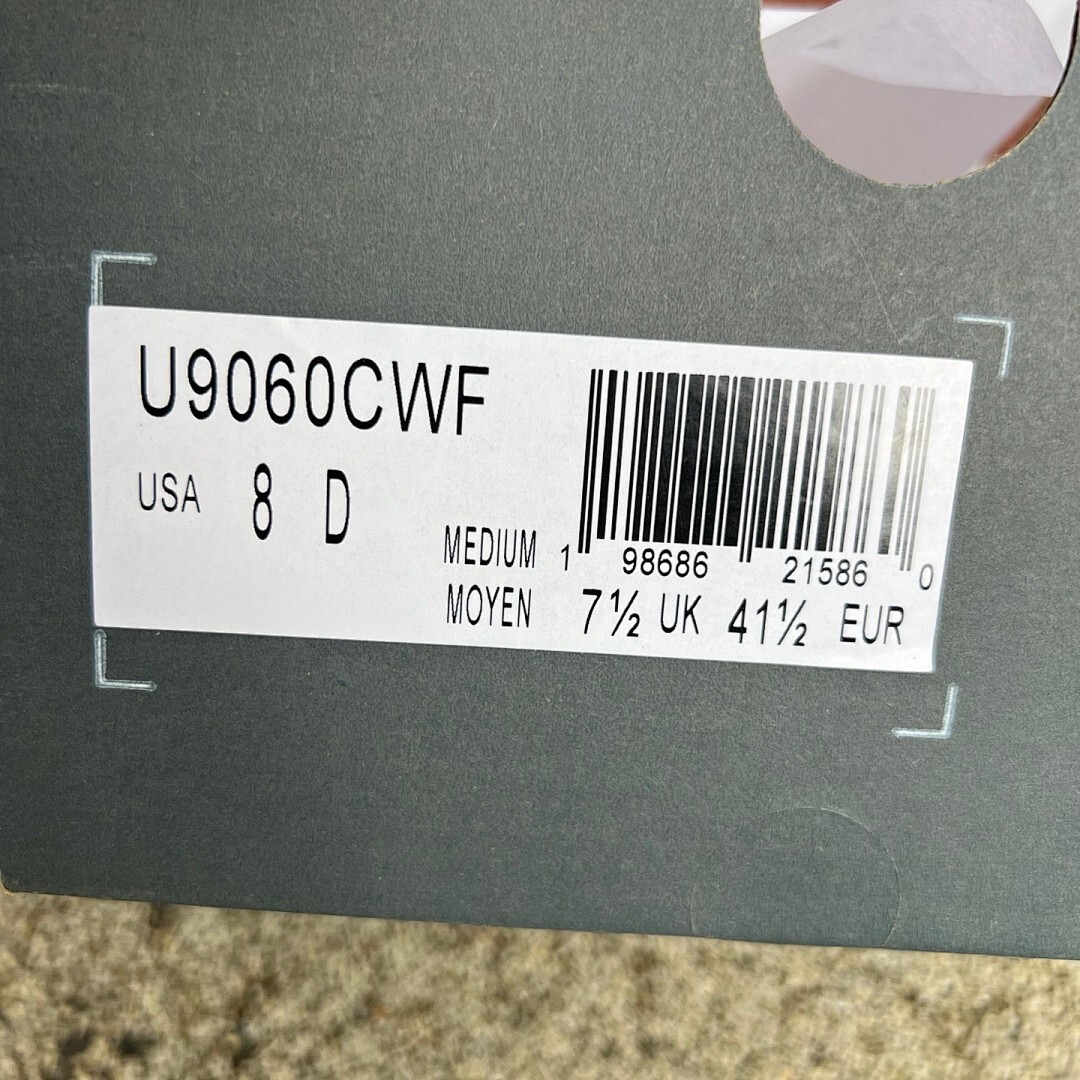 U9060CWF
USA 8 D
MEDIUM
MOYEN
1 98686 21586 0
7½ UK 41½ EUR